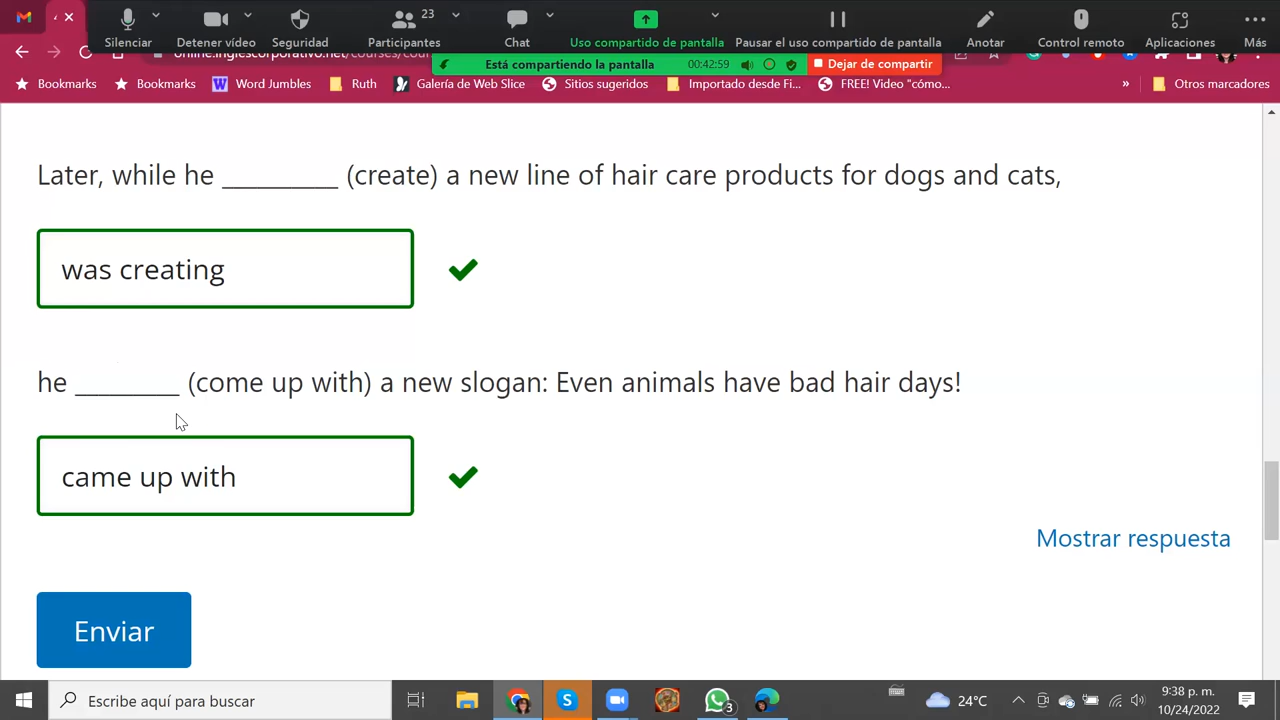 23
Silenciar Detener vídeo Seguridad Participantes Chat Uso compartido de pantalla Pausar el uso compartido de pantalla Anotar Control remoto Aplicaciones Más
Está compartiendo la pantalla 00:42:59 Dejar de compartir
Bookmarks Bookmarks Word Jumbles Ruth Galería de Web Slice Sitios sugeridos Importado desde Fi... FREE! Video "cómo... » Otros marcadores
Later, while he __________ (create) a new line of hair care products for dogs and cats,
was creating
he _________ (come up with) a new slogan: Even animals have bad hair days!
came up with
Mostrar respuesta
Enviar
Escribe aquí para buscar
3
24°C
9:38 p. m.
10/24/2022